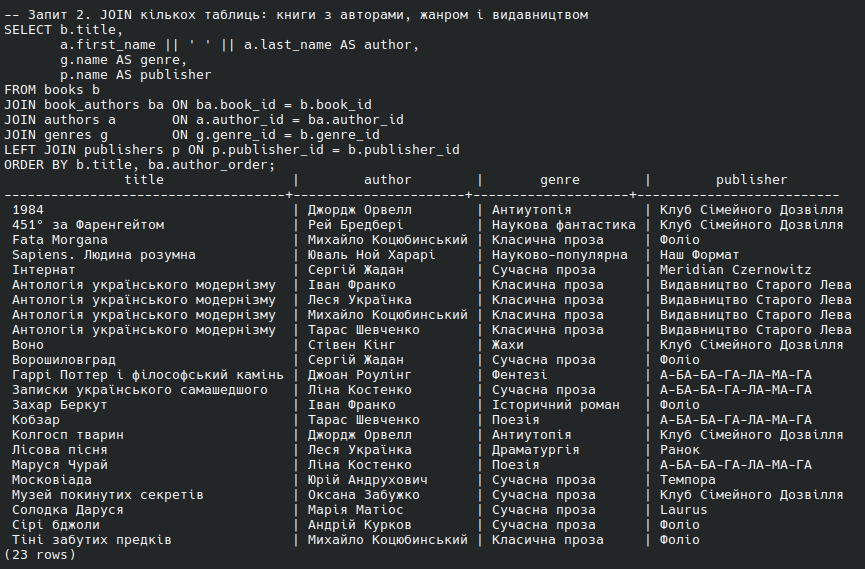 -- Запит 2. JOIN кількох таблиць: книги з авторами, жанром і видавництвом
SELECT b.title,
       a.first_name || ' ' || a.last_name AS author,
       g.name AS genre,
       p.name AS publisher
FROM books b
JOIN book_authors ba ON ba.book_id = b.book_id
JOIN authors a       ON a.author_id = ba.author_id
JOIN genres g        ON g.genre_id = b.genre_id
LEFT JOIN publishers p ON p.publisher_id = b.publisher_id
ORDER BY b.title, ba.author_order;
               title                |       author        |       genre        |        publisher
------------------------------------+---------------------+--------------------+-------------------------
 1984                               | Джордж Орвелл       | Антиутопія         | Клуб Сімейного Дозвілля
 451° за Фаренгейтом                | Рей Бредбері        | Наукова фантастика | Клуб Сімейного Дозвілля
 Fata Morgana                       | Михайло Коцюбинський | Класична проза     | Фоліо
 Sapiens. Людина розумна            | Юваль Ной Харарі    | Науково-популярна  | Наш Формат
 Інтернат                           | Сергій Жадан        | Сучасна проза      | Meridian Czernowitz
 Антологія українського модернізму  | Іван Франко         | Класична проза     | Видавництво Старого Лева
 Антологія українського модернізму  | Леся Українка       | Класична проза     | Видавництво Старого Лева
 Антологія українського модернізму  | Михайло Коцюбинський | Класична проза     | Видавництво Старого Лева
 Антологія українського модернізму  | Тарас Шевченко      | Класична проза     | Видавництво Старого Лева
 Воно                               | Стівен Кінг         | Жахи               | Клуб Сімейного Дозвілля
 Ворошиловград                      | Сергій Жадан        | Сучасна проза      | Фоліо
 Гаррі Поттер і філософський камінь | Джоан Роулінг       | Фентезі            | А-БА-БА-ГА-ЛА-МА-ГА
 Записки українського самашедшого   | Ліна Костенко       | Сучасна проза      | А-БА-БА-ГА-ЛА-МА-ГА
 Захар Беркут                       | Іван Франко         | Історичний роман   | Фоліо
 Кобзар                             | Тарас Шевченко      | Поезія             | А-БА-БА-ГА-ЛА-МА-ГА
 Колгосп тварин                     | Джордж Орвелл       | Антиутопія         | Клуб Сімейного Дозвілля
 Лісова пісня                       | Леся Українка       | Драматургія        | Ранок
 Маруся Чурай                       | Ліна Костенко       | Поезія             | А-БА-БА-ГА-ЛА-МА-ГА
 Московіада                         | Юрій Андрухович     | Сучасна проза      | Темпора
 Музей покинутих секретів           | Оксана Забужко      | Сучасна проза      | Клуб Сімейного Дозвілля
 Солодка Даруся                     | Марія Матіос        | Сучасна проза      | Laurus
 Сірі бджоли                        | Андрій Курков       | Сучасна проза      | Фоліо
 Тіні забутих предків               | Михайло Коцюбинський | Класична проза     | Фоліо
(23 rows)